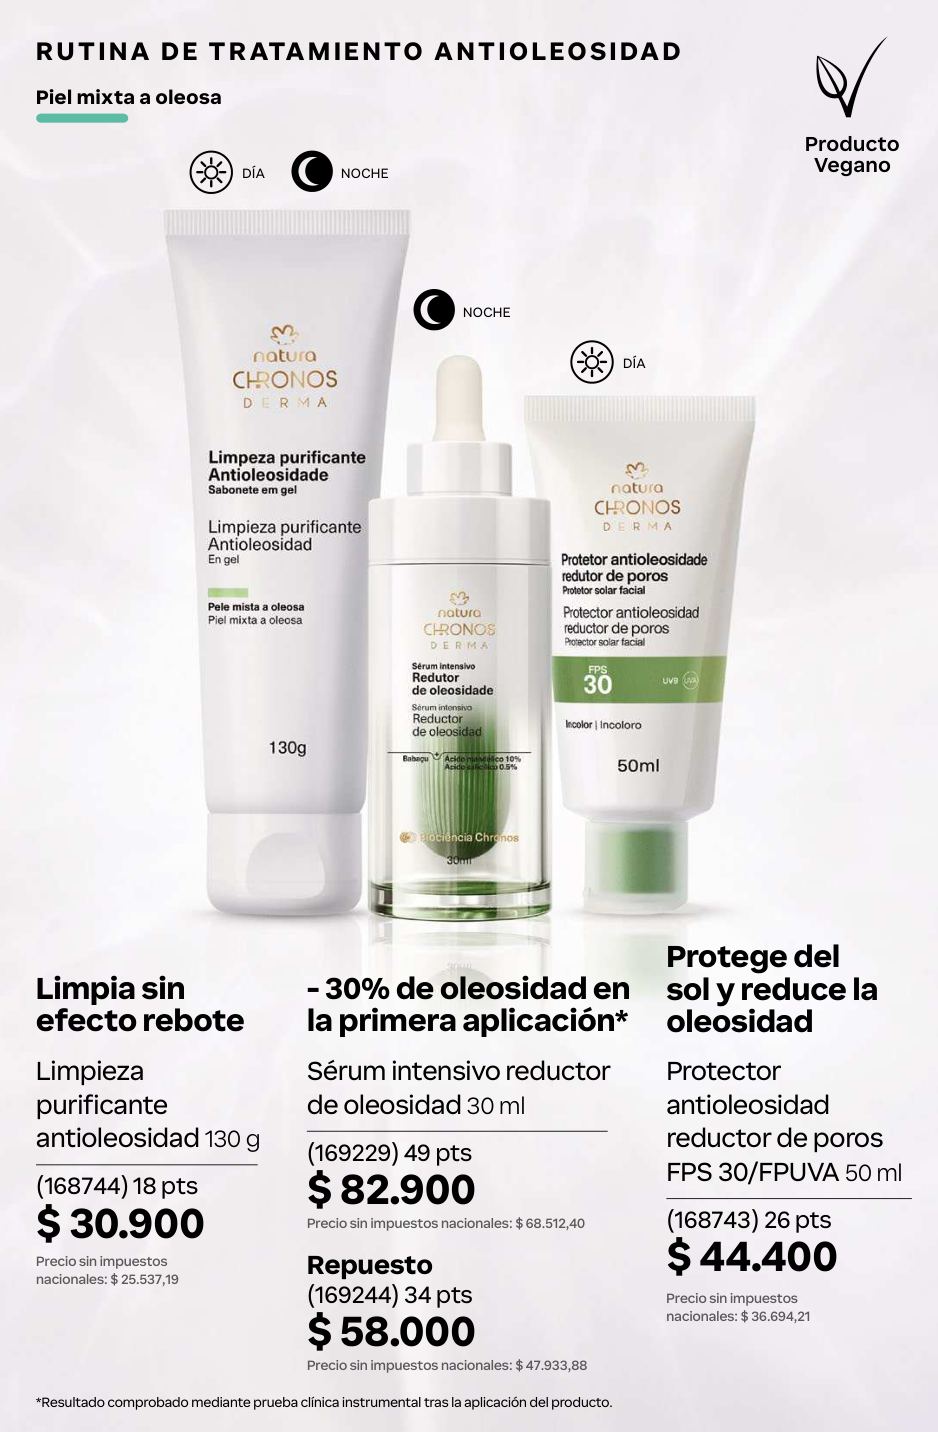 RUTINA DE TRATAMIENTO ANTIOLEOSIDAD
Piel mixta a oleosa
Producto
Vegano
DÍA
NOCHE
NOCHE
DÍA
natura
CHRONOS
DERMA
Limpeza purificante
Antioleosidade
Sabonete em gel
Limpieza purificante
Antioleosidad
En gel
Pele mista a oleosa
Piel mixta a oleosa
130g
natura
CHRONOS
DERMA
Sérum intensivo
Redutor
de oleosidade
Sérum intensivo
Reductor
de oleosidad
Babaçu
Ácido mandélico 10%
Ácido salicílico 0.5%
Biociência Chronos
30ml
natura
CHRONOS
DERMA
Protetor antioleosidade
redutor de poros
Protetor solar facial
Protector antioleosidad
reductor de poros
Protector solar facial
FPS
30
UVB UVA
Incolor | Incoloro
50ml
Limpia sin
efecto rebote
Limpieza
purificante
antioleosidad 130 g
(168744) 18 pts
$ 30.900
Precio sin impuestos
nacionales: $ 25.537,19
- 30% de oleosidad en
la primera aplicación*
Sérum intensivo reductor
de oleosidad 30 ml
(169229) 49 pts
$ 82.900
Precio sin impuestos nacionales: $ 68.512,40
Repuesto
(169244) 34 pts
$ 58.000
Precio sin impuestos nacionales: $ 47.933,88
Protege del
sol y reduce la
oleosidad
Protector
antioleosidad
reductor de poros
FPS 30/FPUVA 50 ml
(168743) 26 pts
$ 44.400
Precio sin impuestos
nacionales: $ 36.694,21
*Resultado comprobado mediante prueba clínica instrumental tras la aplicación del producto.